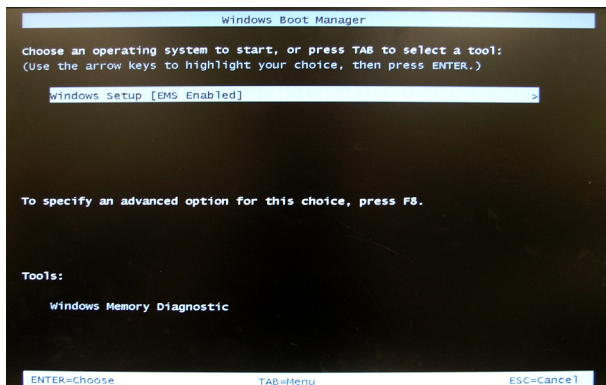 Windows Boot Manager
Choose an operating system to start, or press TAB to select a tool:
(Use the arrow keys to highlight your choice, then press ENTER.)
Windows Setup [EMS Enabled] >
To specify an advanced option for this choice, press F8.
Tools:
Windows Memory Diagnostic
ENTER=Choose TAB=Menu ESC=Cancel